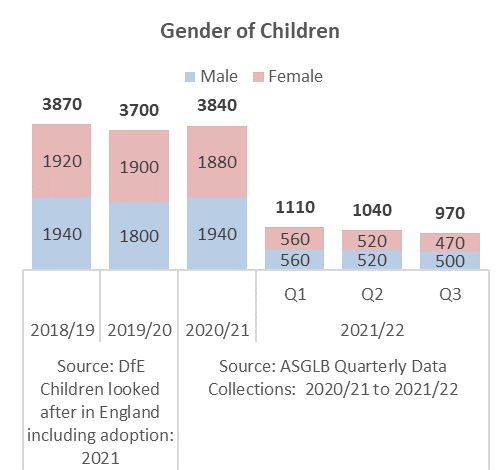 Gender of Children
Male Female
3870 3700 3840
1920 1900 1880
1940 1800 1940
1110 1040 970
560 520 470
560 520 500
Q1 Q2 Q3
2018/19 2019/20 2020/21 2021/22
Source: DfE
Children looked
after in England
including adoption:
2021
Source: ASGLB Quarterly Data
Collections: 2020/21 to 2021/22